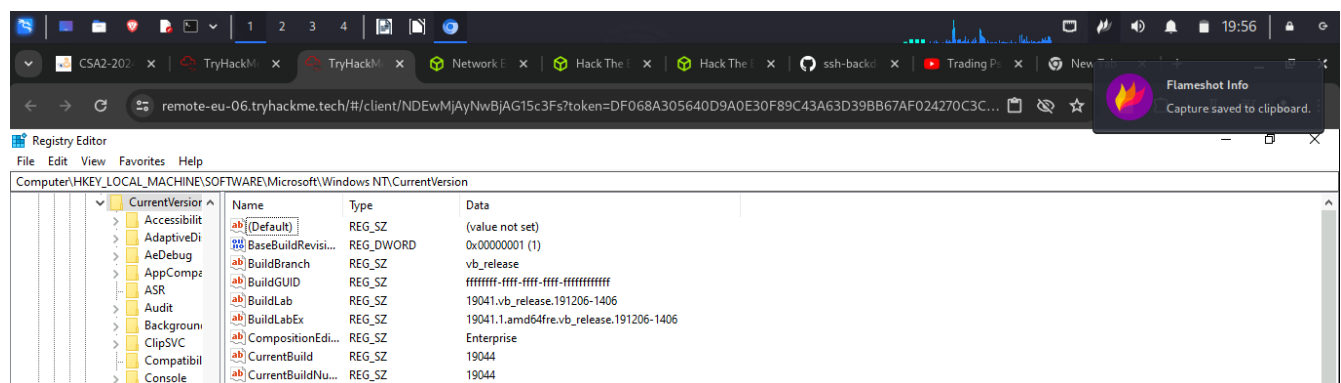 1 2 3 4 19:56
CSA2-202 TryHackM TryHackM Network E Hack The Hack The ssh-backd Trading Ps New Tab
remote-eu-06.tryhackme.tech/#/client/NDEwMjAyNwBjAG15c3Fs?token=DF068A305640D9A0E30F89C43A63D39BB67AF024270C3C...
Flameshot Info
Capture saved to clipboard.
Registry Editor
File Edit View Favorites Help
Computer\HKEY_LOCAL_MACHINE\SOFTWARE\Microsoft\Windows NT\CurrentVersion
CurrentVersion
Accessibilit
AdaptiveDi
AeDebug
AppCompa
ASR
Audit
Background
ClipSVC
Compatibil
Console
Name Type Data
(Default) REG_SZ (value not set)
BaseBuildRevisi... REG_DWORD 0x00000001 (1)
BuildBranch REG_SZ vb_release
BuildGUID REG_SZ ffffffff-ffff-ffff-ffff-ffffffffffff
BuildLab REG_SZ 19041.vb_release.191206-1406
BuildLabEx REG_SZ 19041.1.amd64fre.vb_release.191206-1406
CompositionEdi... REG_SZ Enterprise
CurrentBuild REG_SZ 19044
CurrentBuildNu... REG_SZ 19044